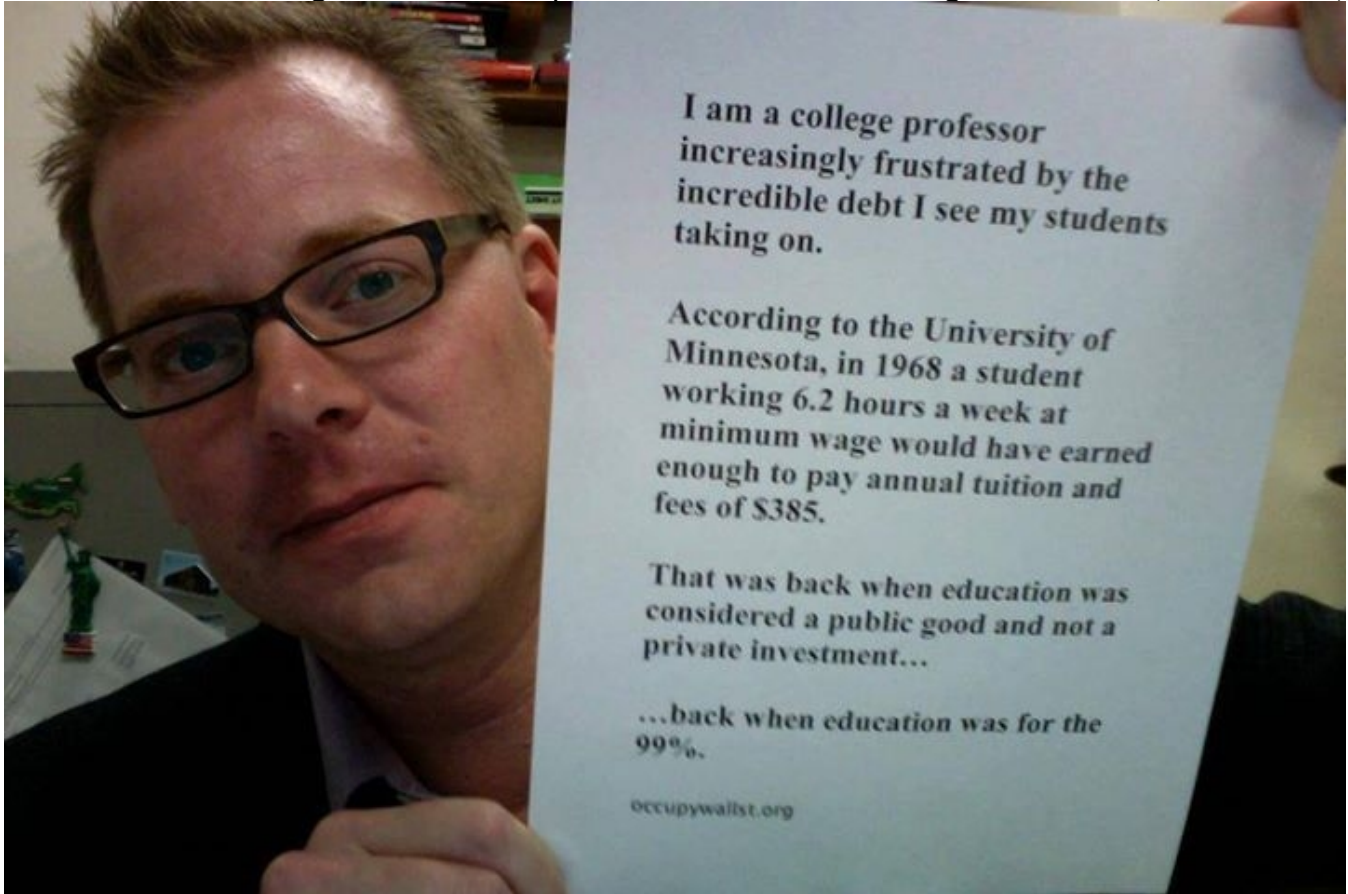 I am a college professor
increasingly frustrated by the
incredible debt I see my students
taking on.
According to the University of
Minnesota, in 1968 a student
working 6.2 hours a week at
minimum wage would have earned
enough to pay annual tuition and
fees of $385.
That was back when education was
considered a public good and not a
private investment...
...back when education was for the
99%.
occupywallst.org